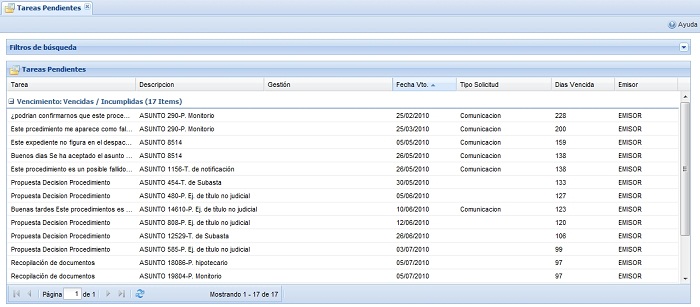 Tareas Pendientes
Ayuda
Filtros de búsqueda
Tareas Pendientes
Tarea Descripcion Gestión Fecha Vto. Tipo Solicitud Dias Vencida Emisor
Vencimiento: Vencidas / Incumplidas (17 Items)
¿podrian confirmarnos que este proce... ASUNTO 290-P. Monitorio 25/02/2010 Comunicacion 228 EMISOR
Este prcedimiento me aparece como fal... ASUNTO 290-P. Monitorio 25/03/2010 Comunicacion 200 EMISOR
Este expediente no figura en el despac... ASUNTO 8514 05/05/2010 Comunicacion 159 EMISOR
Buenos dias Se ha aceptado el asunto ... ASUNTO 8514 26/05/2010 Comunicacion 138 EMISOR
Este procedimiento es un posible fallido... ASUNTO 1156-T. de notificación 26/05/2010 Comunicacion 138 EMISOR
Propuesta Decision Procedimiento ASUNTO 454-T. de Subasta 30/05/2010 133 EMISOR
Propuesta Decision Procedimiento ASUNTO 480-P. Ej. de título no judicial 05/06/2010 127 EMISOR
Buenas tardes Este procedimientos es ... ASUNTO 14610-P. Ej. de título no judicial 10/06/2010 Comunicacion 123 EMISOR
Propuesta Decision Procedimiento ASUNTO 808-P. Ej. de título no judicial 12/06/2010 120 EMISOR
Propuesta Decision Procedimiento ASUNTO 12529-T. de Subasta 26/06/2010 106 EMISOR
Propuesta Decision Procedimiento ASUNTO 585-P. Ej. de título no judicial 03/07/2010 99 EMISOR
Recopilación de documentos ASUNTO 18086-P. hipotecario 05/07/2010 97 EMISOR
Recopilación de documentos ASUNTO 19804-P. Monitorio 05/07/2010 97 EMISOR
Página 1 de 1 Mostrando 1 - 17 de 17